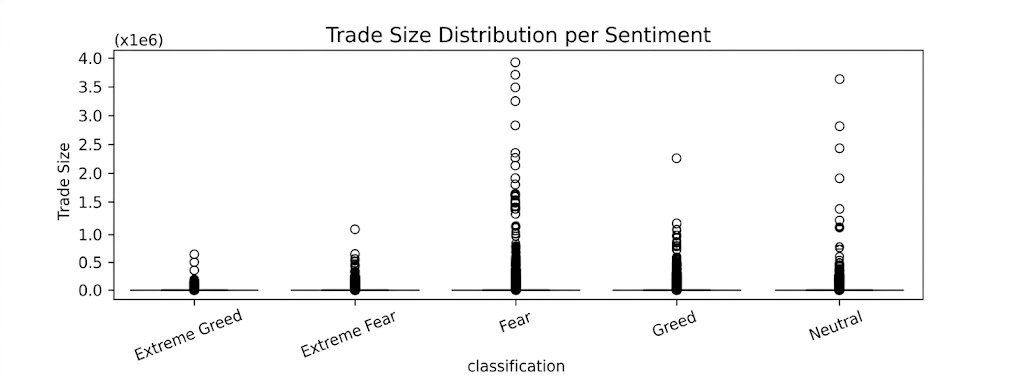 Trade Size Distribution per Sentiment
(x1e6)
4.0
3.5
3.0
2.5
2.0
1.5
1.0
0.5
0.0
Trade Size
Extreme Greed
Extreme Fear
Fear
Greed
Neutral
classification